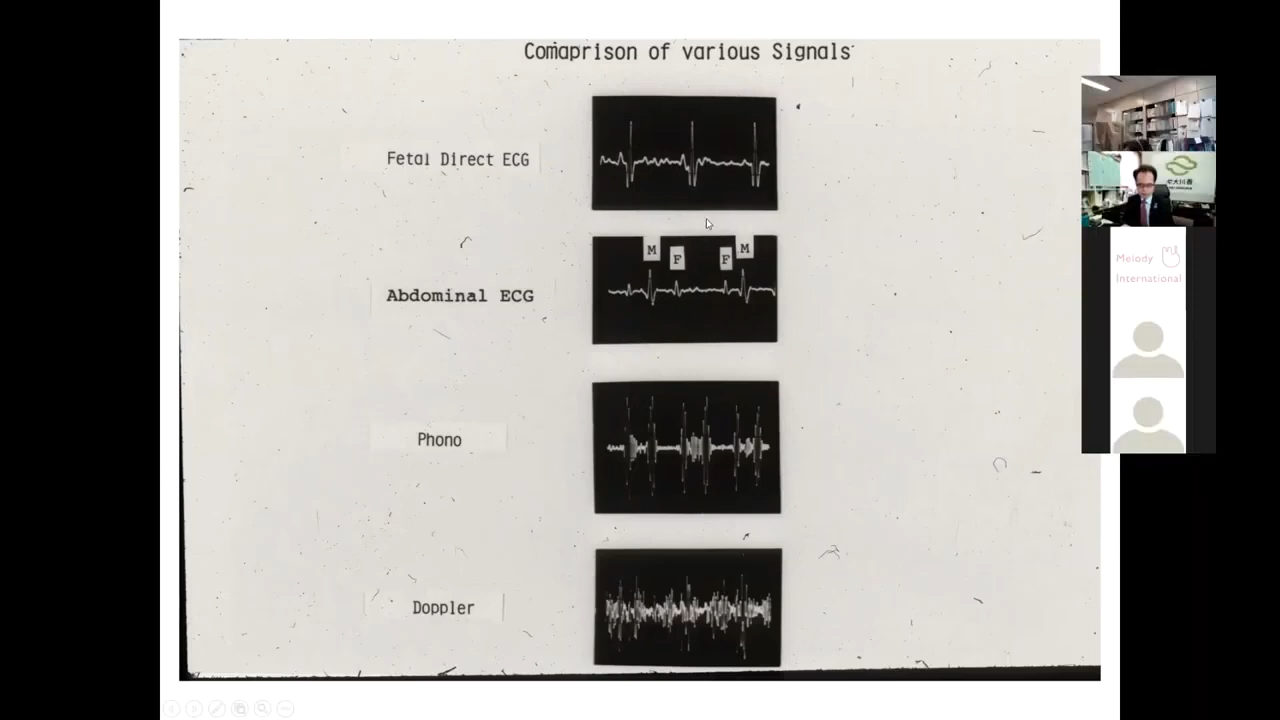 Comaprison of various Signals
Fetal Direct ECG
M
F
F
M
Abdominal ECG
Phono
Doppler
Melody
International